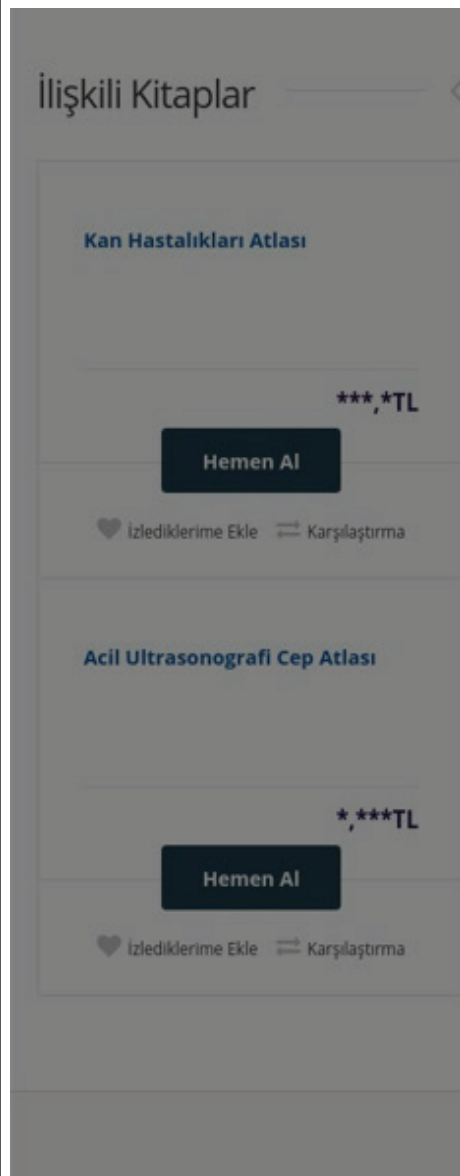 İlişkili Kitaplar
Kan Hastalıkları Atlası
***,*TL
Hemen Al
İzlediklerime Ekle Karşılaştırma
Acil Ultrasonografi Cep Atlası
*,***TL
Hemen Al
İzlediklerime Ekle Karşılaştırma